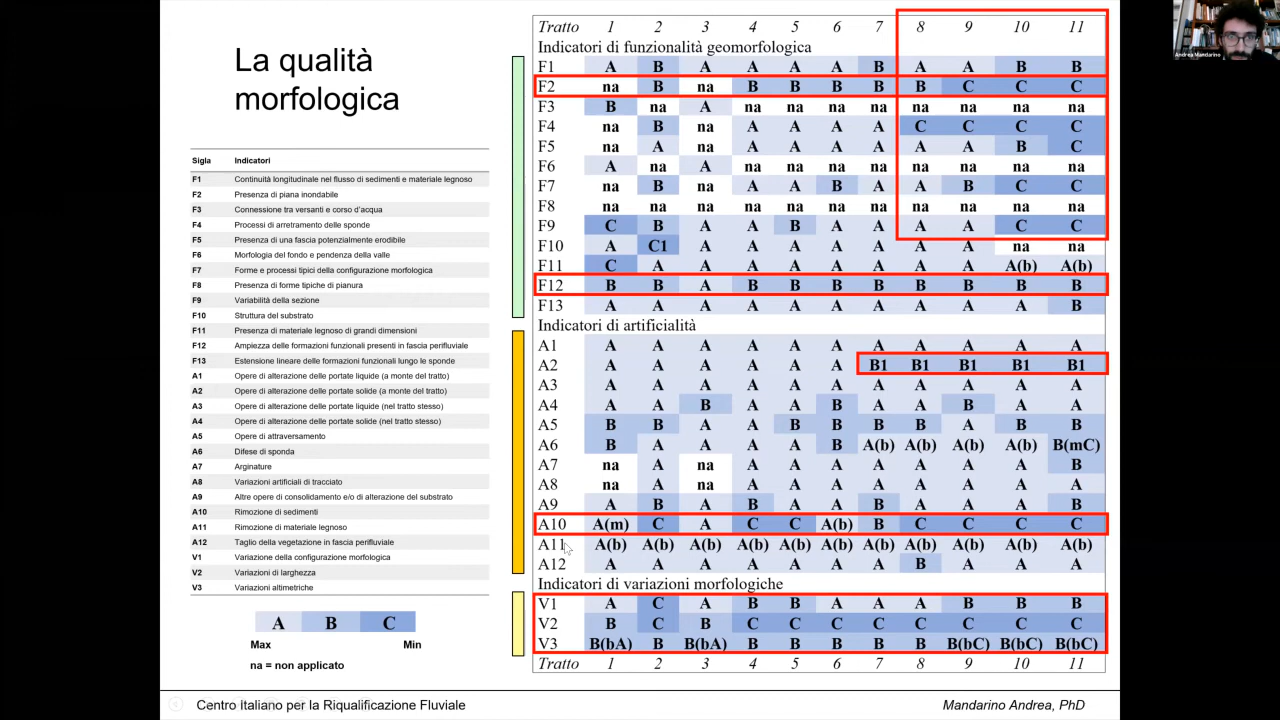 La qualità
morfologica
Sigla Indicatori
F1 Continuità longitudinale nel flusso di sedimenti e materiale legnoso
F2 Presenza di piana inondabile
F3 Connessione tra versanti e corso d'acqua
F4 Processi di arretramento delle sponde
F5 Presenza di una fascia potenzialmente erodibile
F6 Morfologia del fondo e pendenza della valle
F7 Forme e processi tipici della configurazione morfologica
F8 Presenza di forme tipiche di pianura
F9 Variabilità della sezione
F10 Struttura del substrato
F11 Presenza di materiale legnoso di grandi dimensioni
F12 Ampiezza delle formazioni funzionali presenti in fascia perifluviale
F13 Estensione lineare delle formazioni funzionali lungo le sponde
A1 Opere di alterazione delle portate liquide (a monte del tratto)
A2 Opere di alterazione delle portate solide (a monte del tratto)
A3 Opere di alterazione delle portate liquide (nel tratto stesso)
A4 Opere di alterazione delle portate solide (nel tratto stesso)
A5 Opere di attraversamento
A6 Difese di sponda
A7 Arginature
A8 Variazioni artificiali di tracciato
A9 Altre opere di consolidamento e/o di alterazione del substrato
A10 Rimozione di sedimenti
A11 Rimozione di materiale legnoso
A12 Taglio della vegetazione in fascia perifluviale
V1 Variazione della configurazione morfologica
V2 Variazioni di larghezza
V3 Variazioni altimetriche
A B C
Max Min
na = non applicato
Tratto 1 2 3 4 5 6 7 8 9 10 11
Indicatori di funzionalità geomorfologica
F1 A B A A A A B A A B B
F2 na B na B B B B B C C C
F3 B na A na na na na na na na na
F4 na B na A A A A C C C C
F5 na A na A A A A A A B C
F6 A na A na na na na na na na na
F7 na B na A A B A A B C C
F8 na na na na na na na na na na na
F9 C B A A B A A A A C C
F10 A C1 A A A A A A A na na
F11 C A A A A A A A A A(b) A(b)
F12 B B A B B B B B B B B
F13 A A A A A A A A A A B
Indicatori di artificialità
A1 A A A A A A A A A A A
A2 A A A A A A B1 B1 B1 B1 B1
A3 A A A A A A A A A A A
A4 A A B A A B A A B A A
A5 B B A B B B B B A B B
A6 B A A A A B A(b) A(b) A(b) A(b) B(mC)
A7 na A na A A A A A A A B
A8 na A na A A A A A A A A
A9 A B A B A A B A A A B
A10 A(m) C A C C A(b) B C C C C
A11 A(b) A(b) A(b) A(b) A(b) A(b) A(b) A(b) A(b) A(b) A(b)
A12 A A A A A A A B A A A
Indicatori di variazioni morfologiche
V1 A C A B B A A A B B B
V2 B C B C C C C C C C C
V3 B(bA) B B(bA) B B B B B B(bC) B(bC) B(bC)
Tratto 1 2 3 4 5 6 7 8 9 10 11
Centro Italiano per la Riqualificazione Fluviale
Mandarino Andrea, PhD
Andrea Mandarino